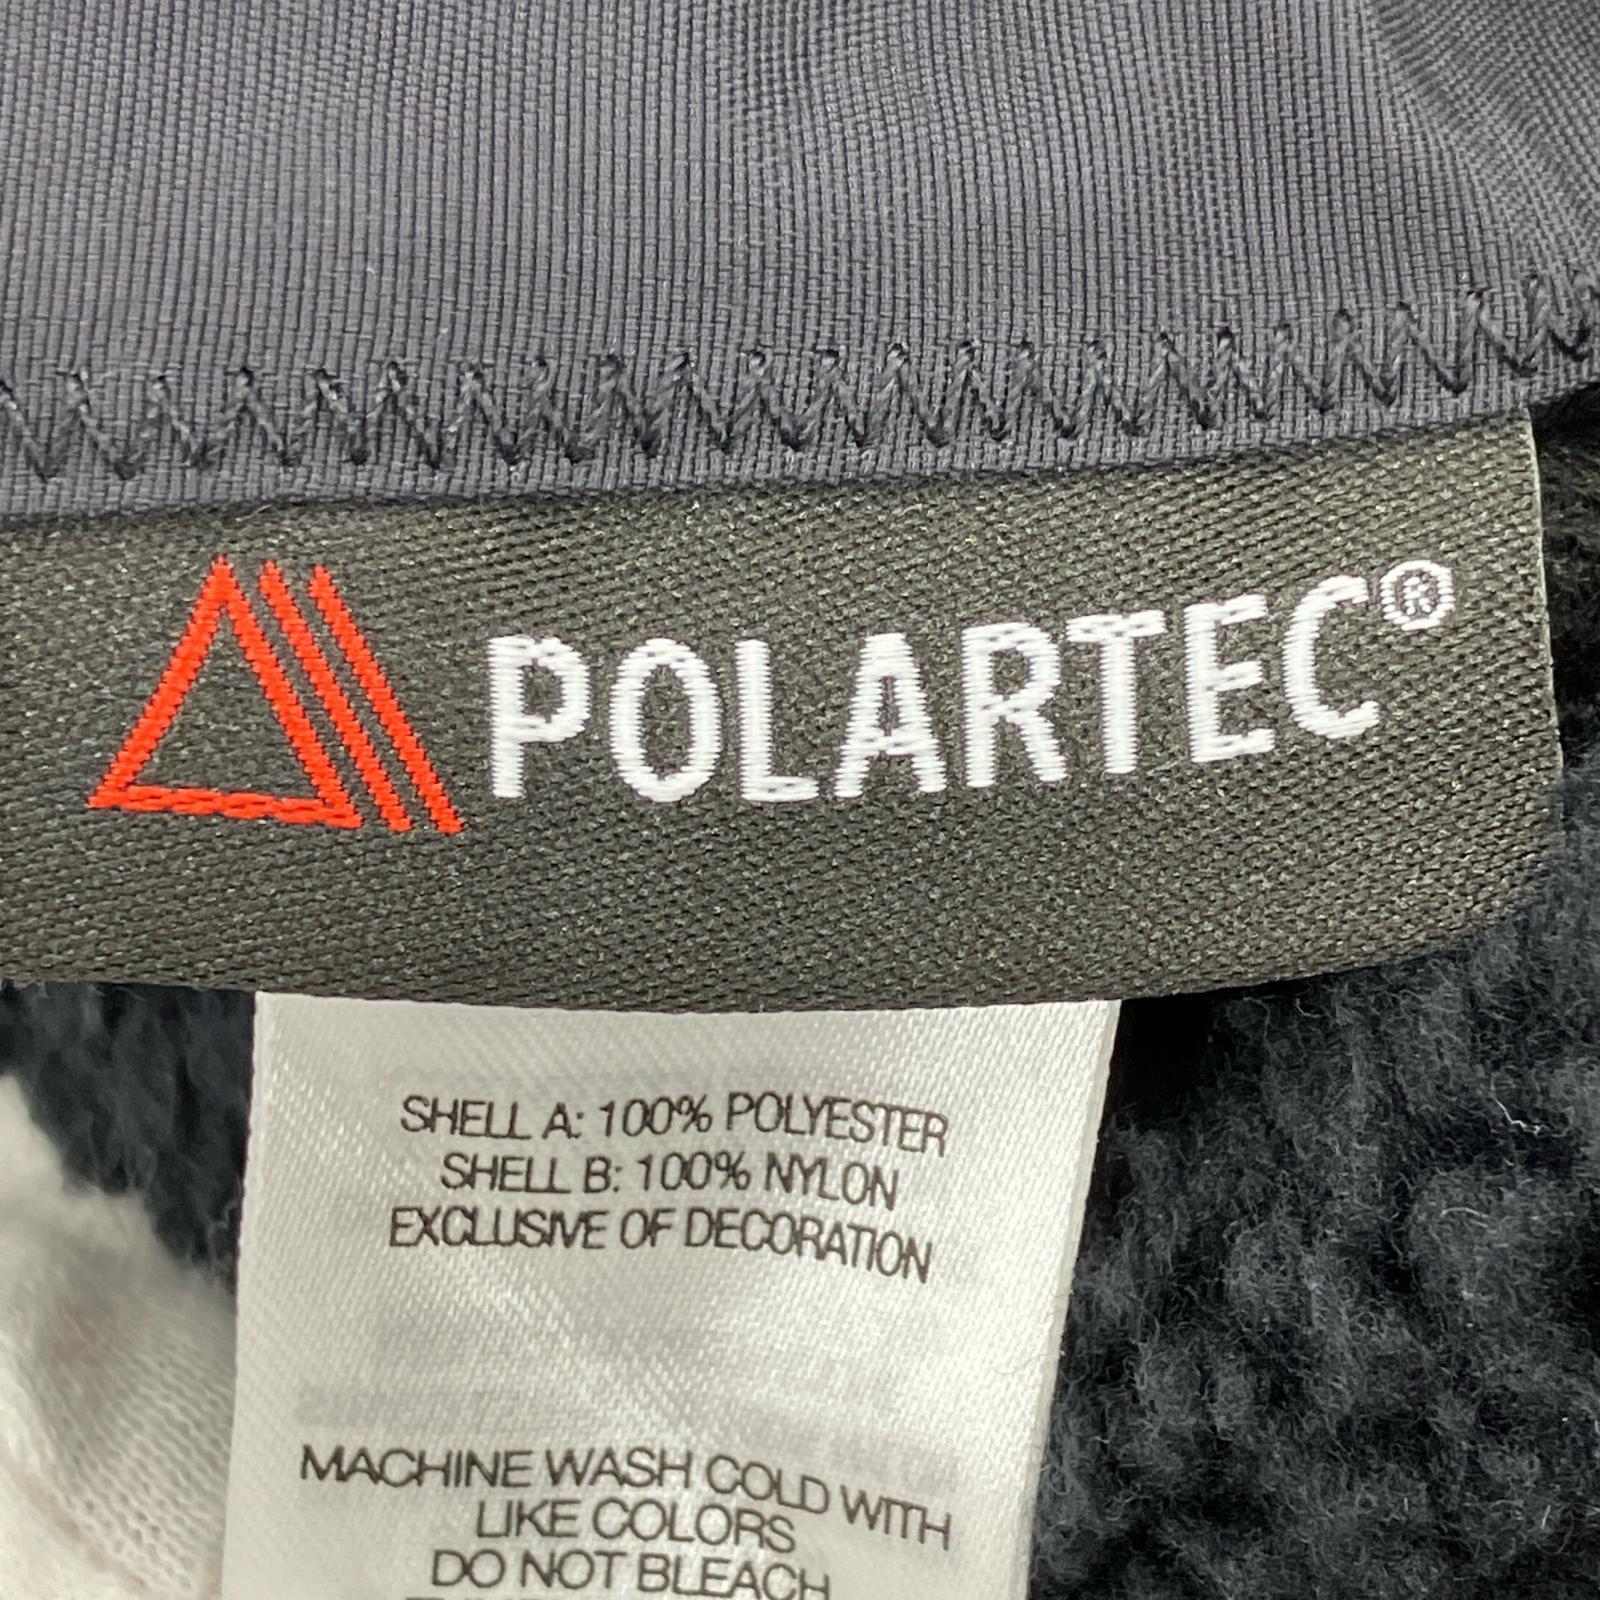 POLARTEC®
SHELL A: 100% POLYESTER
SHELL B: 100% NYLON
EXCLUSIVE OF DECORATION
MACHINE WASH COLD WITH
LIKE COLORS
DO NOT BLEACH